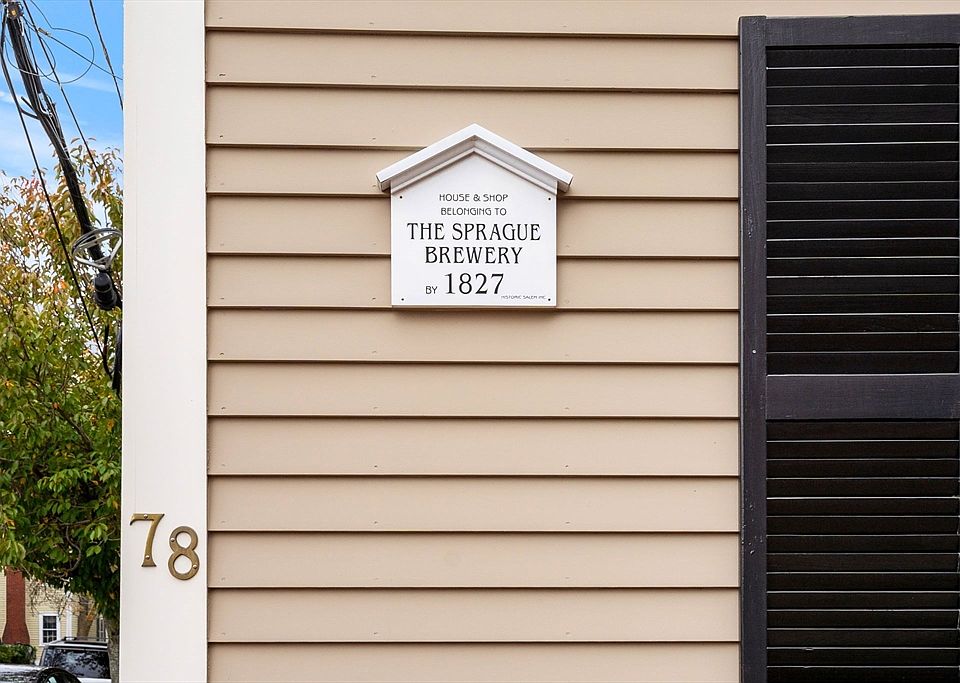 HOUSE & SHOP
BELONGING TO
THE SPRAGUE
BREWERY
BY 1827
HISTORIC SALEM INC.
78